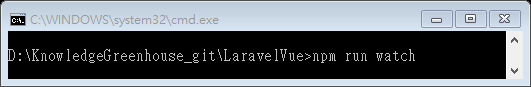 C:\WINDOWS\system32\cmd.exe
D:\KnowledgeGreenhouse_git\LaravelVue>npm run watch